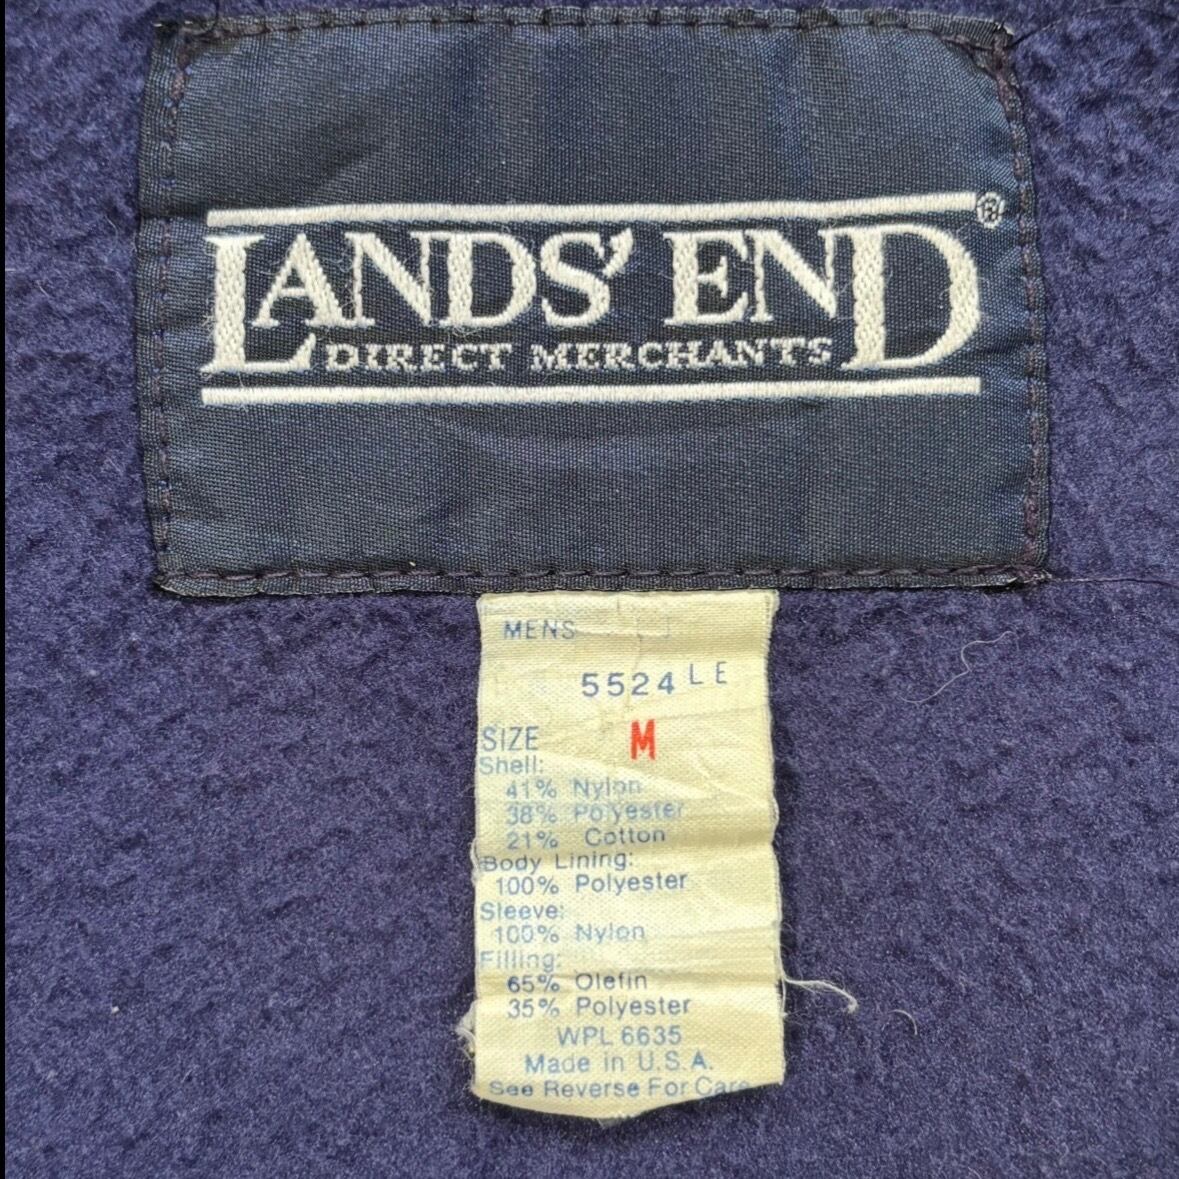 LANDS' END®
DIRECT MERCHANTS
MENS
5524 LE
SIZE M
Shell:
41% Nylon
38% Polyester
21% Cotton
Body Lining:
100% Polyester
Sleeve:
100% Nylon
Filling:
65% Olefin
35% Polyester
WPL 6635
Made in U.S.A.
See Reverse For Care